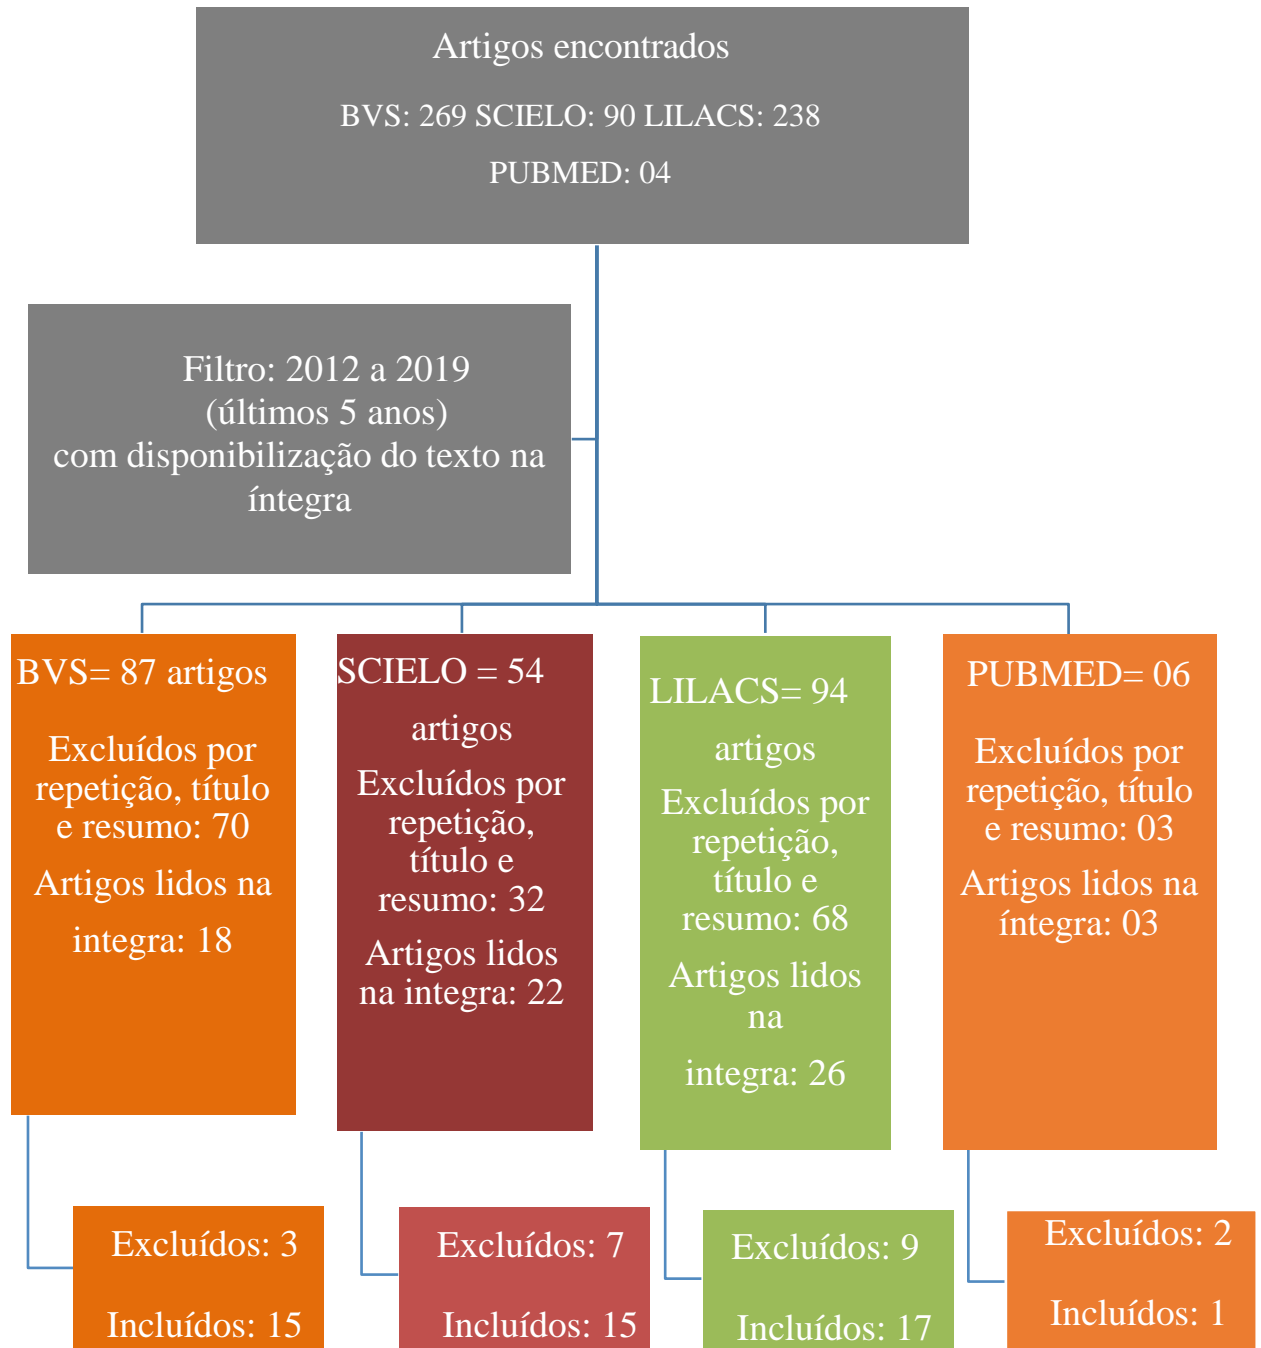 Artigos encontrados
BVS: 269 SCIELO: 90 LILACS: 238
PUBMED: 04
Filtro: 2012 a 2019
(últimos 5 anos)
com disponibilização do texto na
íntegra
BVS= 87 artigos
Excluídos por
repetição, título
e resumo: 70
Artigos lidos na
integra: 18
SCIELO = 54
artigos
Excluídos por
repetição,
título e
resumo: 32
Artigos lidos
na integra: 22
LILACS= 94
artigos
Excluídos por
repetição,
título e
resumo: 68
Artigos lidos
na
integra: 26
PUBMED= 06
Excluídos por
repetição, título
e resumo: 03
Artigos lidos na
íntegra: 03
Excluídos: 3
Incluídos: 15
Excluídos: 7
Incluídos: 15
Excluídos: 9
Incluídos: 17
Excluídos: 2
Incluídos: 1